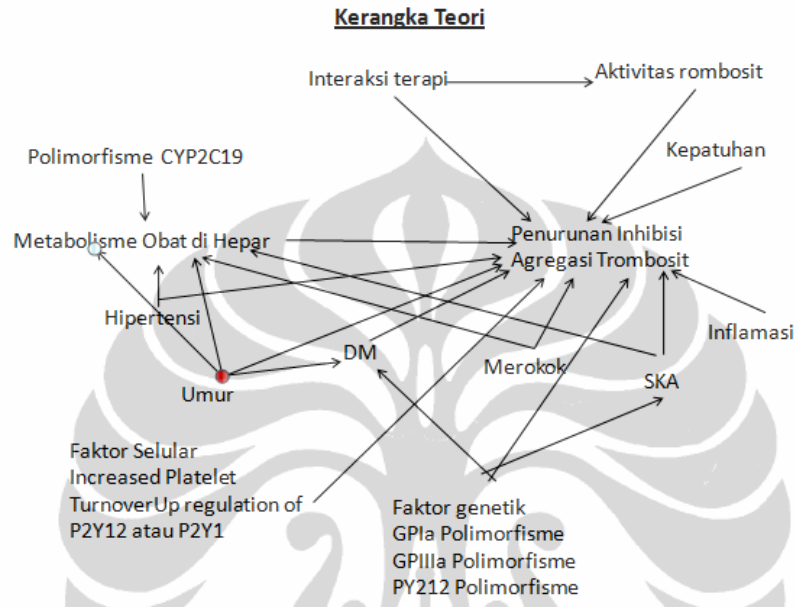 Kerangka Teori
Interaksi terapi
Aktivitas rombosit
Kepatuhan
Polimorfisme CYP2C19
Metabolisme Obat di Hepar
Penurunan Inhibisi
Agregasi Trombosit
Hipertensi
Inflamasi
DM
Merokok
SKA
Umur
Faktor Selular
Increased Platelet
TurnoverUp regulation of
P2Y12 atau P2Y1
Faktor genetik
GPIa Polimorfisme
GPIIIa Polimorfisme
PY212 Polimorfisme